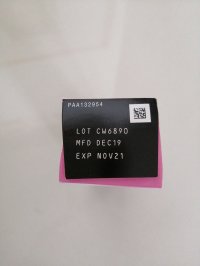 PAA132954
LOT CW6890
MFD DEC19
EXP NOV21